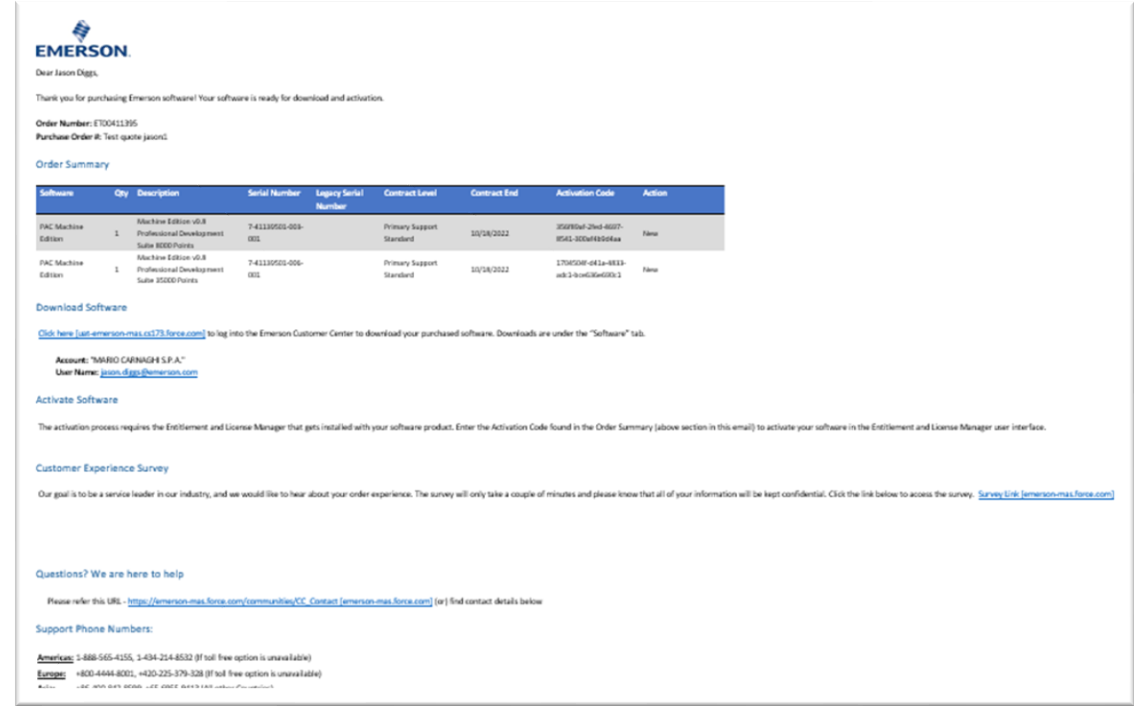 EMERSON
Dear Jason Diggs,
Thank you for purchasing Emerson software! Your software is ready for download and activation.
Order Number: ET00411395
Purchase Order #: Test quote jason1
Order Summary
Software Qty Description Serial Number Legacy Serial Number Contract Level Contract End Activation Code Action
PAC Machine Edition 1 Machine Edition v9.8 Professional Development Suite 8000 Points Primary Support Standard 10/18/2022 New
PAC Machine Edition 1 Machine Edition v9.8 Professional Development Suite 35000 Points Primary Support Standard 10/18/2022 New
Download Software
Click here [uat-emerson-mas.cs173.force.com] to log into the Emerson Customer Center to download your purchased software. Downloads are under the "Software" tab.
Account: "MARIO CARNAGHI S.P.A."
User Name: jason.diggs@emerson.com
Activate Software
The activation process requires the Entitlement and License Manager that gets installed with your software product. Enter the Activation Code found in the Order Summary (above section in this email) to activate your software in the Entitlement and License Manager user interface.
Customer Experience Survey
Our goal is to be a service leader in our industry, and we would like to hear about your order experience. The survey will only take a couple of minutes and please know that all of your information will be kept confidential. Click the link below to access the survey. Survey Link [emerson-mas.force.com]
Questions? We are here to help
Please refer this URL - https://emerson-mas.force.com/communities/CC_Contact [emerson-mas.force.com] (or) find contact details below
Support Phone Numbers:
Americas: 1-888-565-4155, 1-434-214-8532 (If toll free option is unavailable)
Europe: +800-4444-8001, +420-225-379-328 (If toll free option is unavailable)